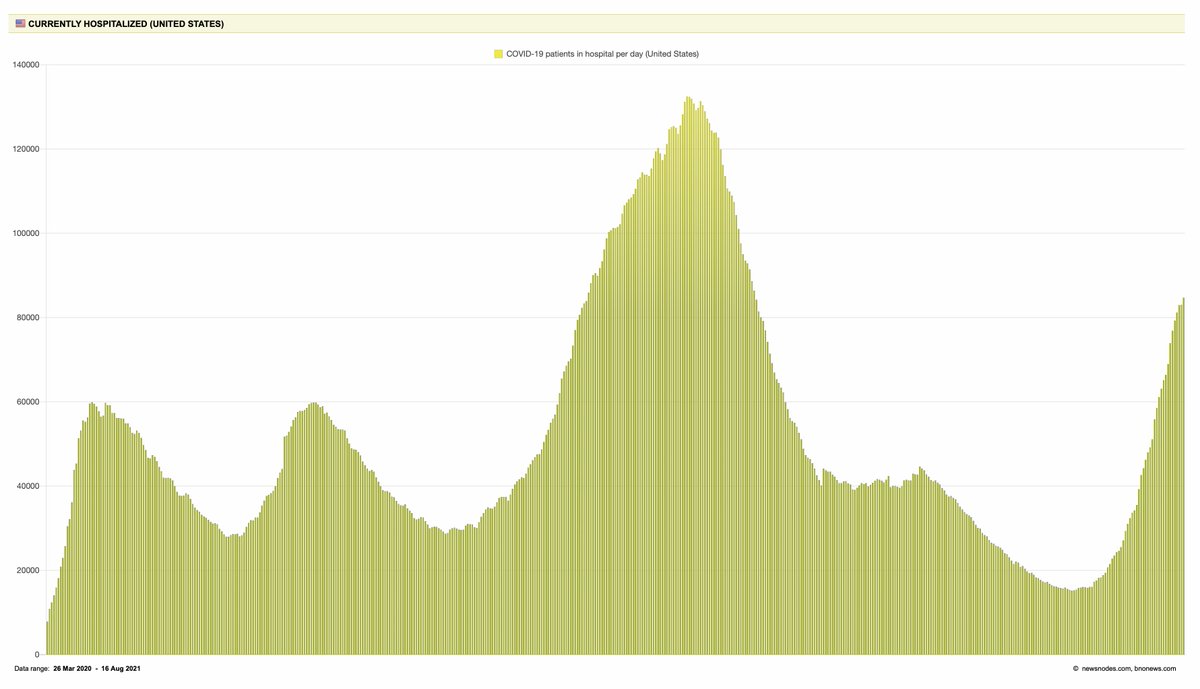 CURRENTLY HOSPITALIZED (UNITED STATES)
COVID-19 patients in hospital per day (United States)
140000
120000
100000
80000
60000
40000
20000
0
Data range: 26 Mar 2020 - 16 Aug 2021
© newsnodes.com, bnonews.com